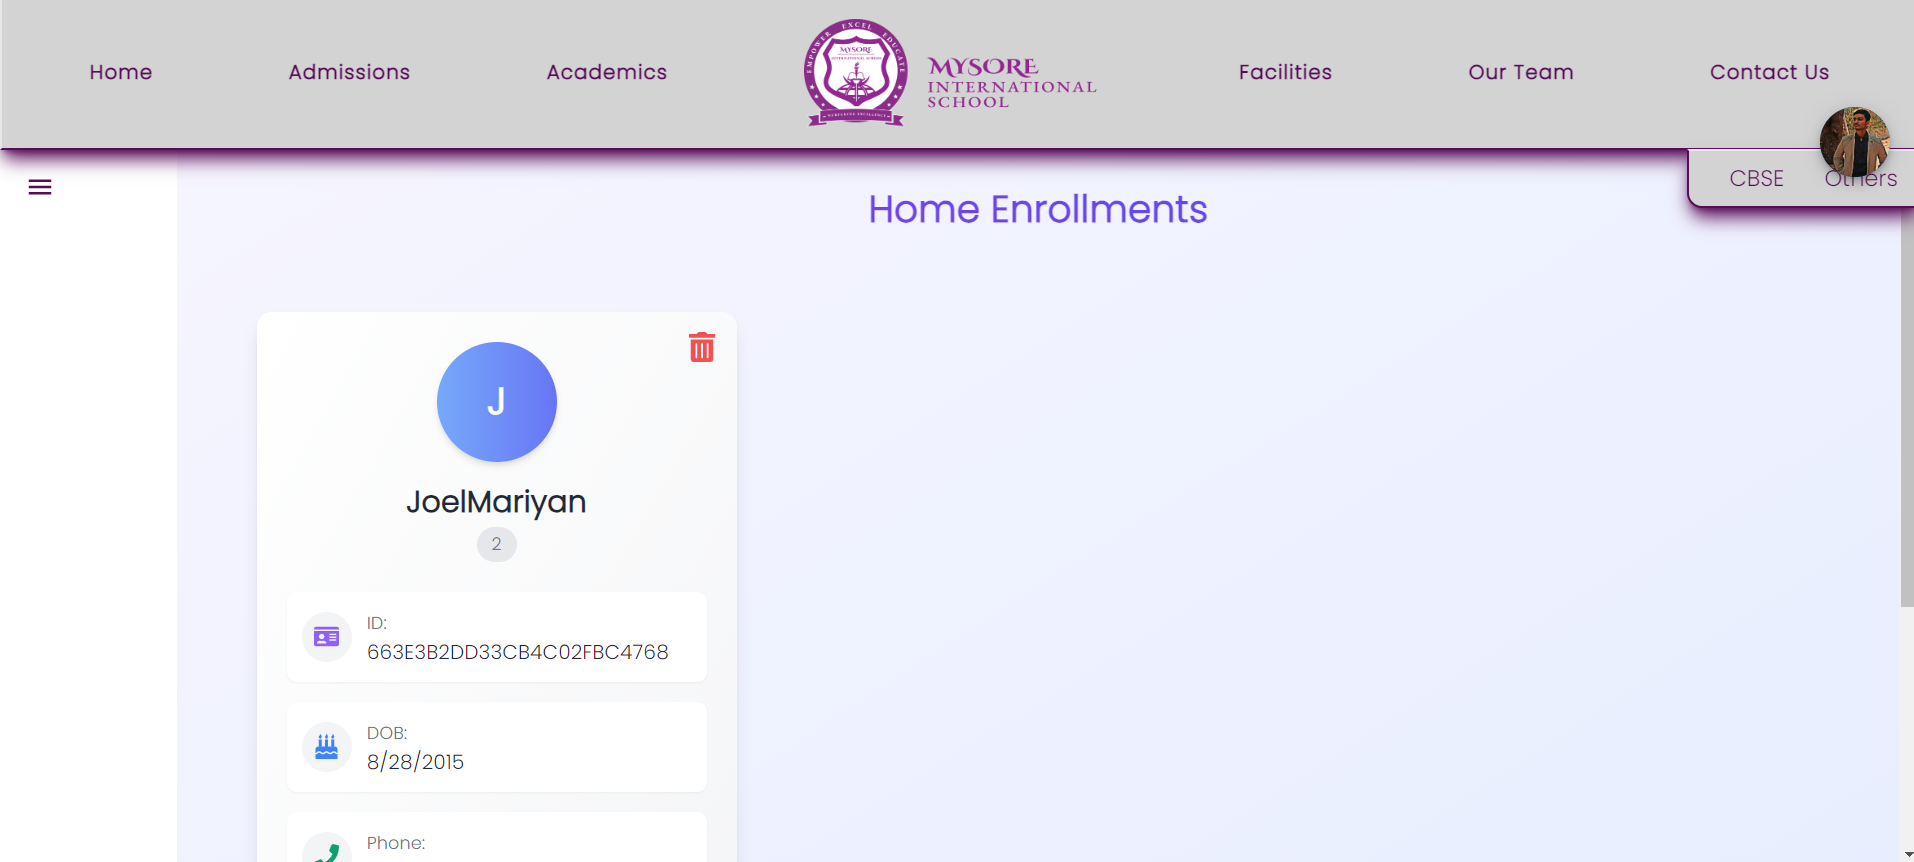 Home
Admissions
Academics
EMPOWER EXCEL EDUCATE
MYSORE
INTERNATIONAL SCHOOL
MYSORE
INTERNATIONAL
SCHOOL
Facilities
Our Team
Contact Us
CBSE
Others
Home Enrollments
J
JoelMariyan
2
ID:
663E3B2DD33CB4C02FBC4768
DOB:
8/28/2015
Phone: